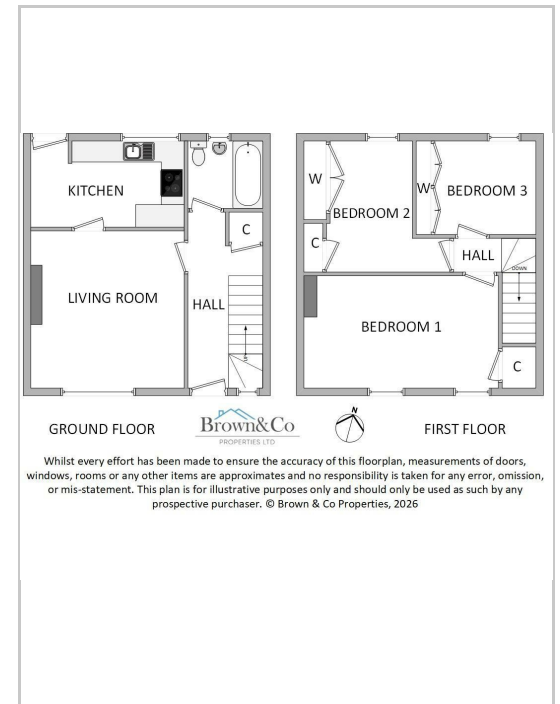 KITCHEN
C
LIVING ROOM
HALL
W
BEDROOM 2
W
BEDROOM 3
C
HALL
DOWN
BEDROOM 1
C
GROUND FLOOR
Brown&Co
PROPERTIES LTD
N
FIRST FLOOR
Whilst every effort has been made to ensure the accuracy of this floorplan, measurements of doors,
windows, rooms or any other items are approximates and no responsibility is taken for any error, omission,
or mis-statement. This plan is for illustrative purposes only and should only be used as such by any
prospective purchaser. © Brown & Co Properties, 2026